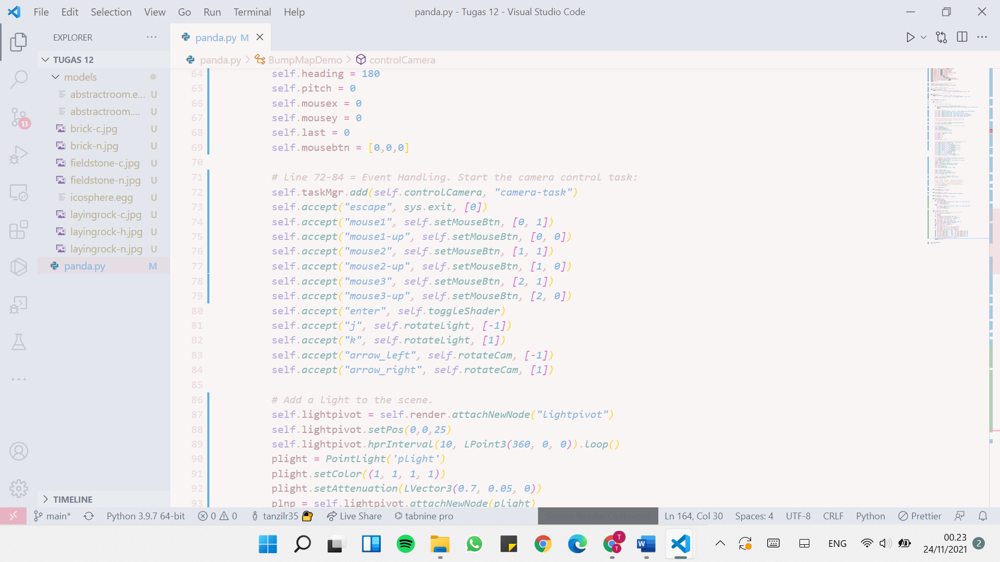 File Edit Selection View Go Run Terminal Help
panda.py - Tugas 12 - Visual Studio Code
EXPLORER
panda.py M
TUGAS 12
panda.py > BumpMapDemo > controlCamera
models
abstractroom.e... U
abstractroom.... U
brick-c.jpg U
brick-n.jpg U
fieldstone-c.jpg U
fieldstone-n.jpg U
icosphere.egg U
layingrock-c.jpg U
layingrock-h.jpg U
layingrock-n.jpg U
panda.py M
13
TIMELINE
64 self.heading = 180
65 self.pitch = 0
66 self.mousex = 0
67 self.mousey = 0
68 self.last = 0
69 self.mousebtn = [0,0,0]
70
71 # Line 72-84 = Event Handling. Start the camera control task:
72 self.taskMgr.add(self.controlCamera, "camera-task")
73 self.accept("escape", sys.exit, [0])
74 self.accept("mouse1", self.setMouseBtn, [0, 1])
75 self.accept("mouse1-up", self.setMouseBtn, [0, 0])
76 self.accept("mouse2", self.setMouseBtn, [1, 1])
77 self.accept("mouse2-up", self.setMouseBtn, [1, 0])
78 self.accept("mouse3", self.setMouseBtn, [2, 1])
79 self.accept("mouse3-up", self.setMouseBtn, [2, 0])
80 self.accept("enter", self.toggleShader)
81 self.accept("j", self.rotateLight, [-1])
82 self.accept("k", self.rotateLight, [1])
83 self.accept("arrow_left", self.rotateCam, [-1])
84 self.accept("arrow_right", self.rotateCam, [1])
85
86 # Add a light to the scene.
87 self.lightpivot = self.render.attachNewNode("lightpivot")
88 self.lightpivot.setPos(0,0,25)
89 self.lightpivot.hprInterval(10, LPoint3(360, 0, 0)).loop()
90 plight = PointLight('plight')
91 plight.setColor((1, 1, 1, 1))
92 plight.setAttenuation(LVector3(0.7, 0.05, 0))
93 plnp = self.lightpivot.attachNewNode(plight)
main* Python 3.9.7 64-bit 0 0 tanzilr35 Live Share tabnine pro Screen Reader Optimized Ln 164, Col 30 Spaces: 4 UTF-8 CRLF Python Prettier
ENG
00.23
24/11/2021
2